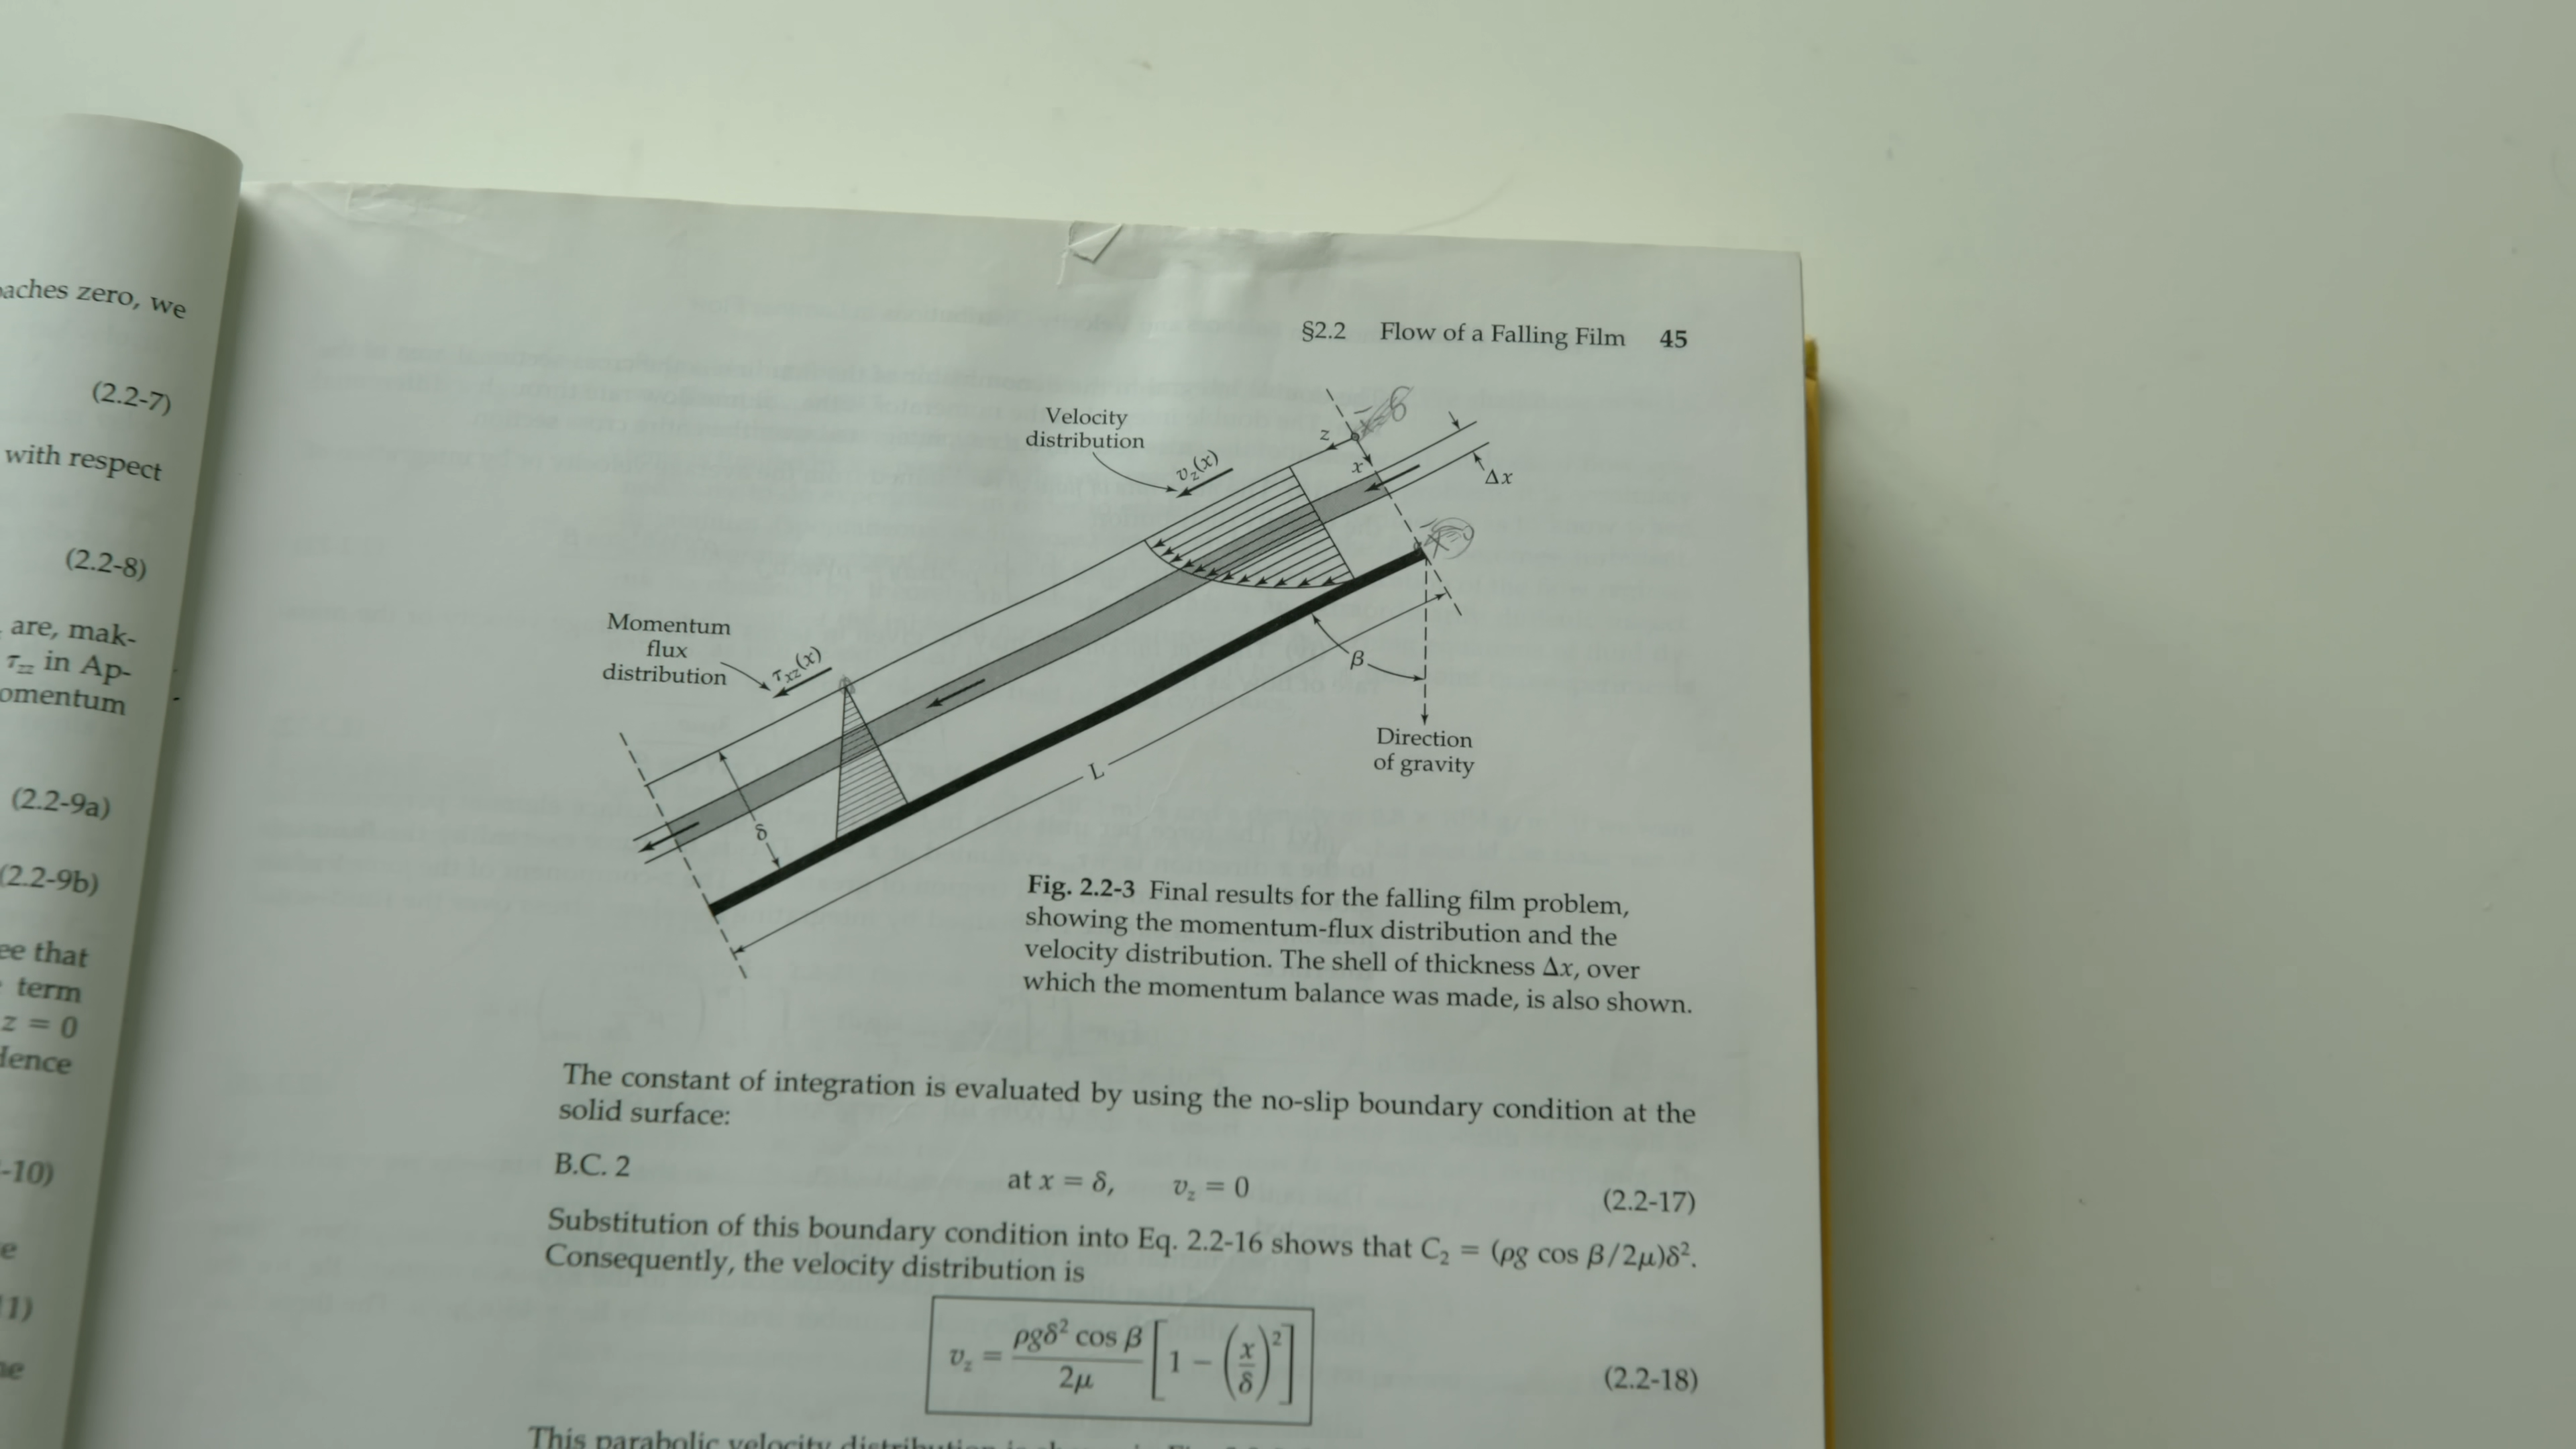 aches zero, we
(2.2-7)
with respect
(2.2-8)
are, mak-
τzz in Ap-
omentum
(2.2-9a)
(2.2-9b)
ee that
term
z = 0
Hence
-10)
e
1)
§2.2 Flow of a Falling Film 45
Velocity
distribution
vz(x)
z
x
Δx
Momentum
flux
distribution
τxz(x)
β
L
δ
Direction
of gravity
Fig. 2.2-3 Final results for the falling film problem,
showing the momentum-flux distribution and the
velocity distribution. The shell of thickness Δx, over
which the momentum balance was made, is also shown.
The constant of integration is evaluated by using the no-slip boundary condition at the
solid surface:
B.C. 2 at x = δ, vz = 0 (2.2-17)
Substitution of this boundary condition into Eq. 2.2-16 shows that C₂ = (ρg cos β/2μ)δ².
Consequently, the velocity distribution is
vz = ρgδ² cos β / 2μ [1 − (x/δ)²] (2.2-18)
This parabolic velocity